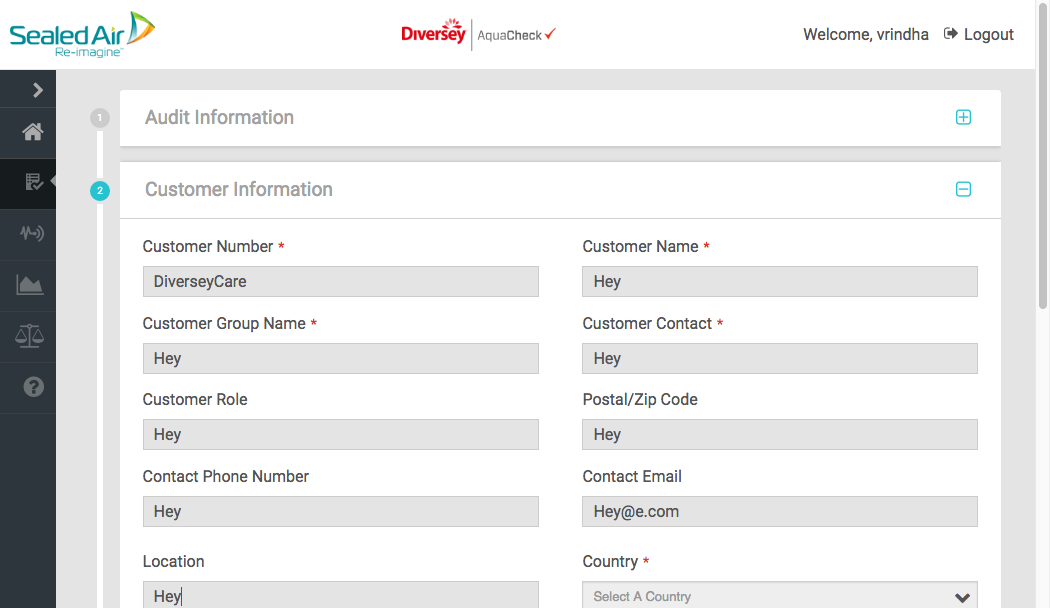 Sealed Air
Re-imagine™
Diversey AquaCheck
Welcome, vrindha Logout
1 Audit Information
2 Customer Information
Customer Number * Customer Name *
DiverseyCare Hey
Customer Group Name * Customer Contact *
Hey Hey
Customer Role Postal/Zip Code
Hey Hey
Contact Phone Number Contact Email
Hey Hey@e.com
Location Country *
Hey Select A Country